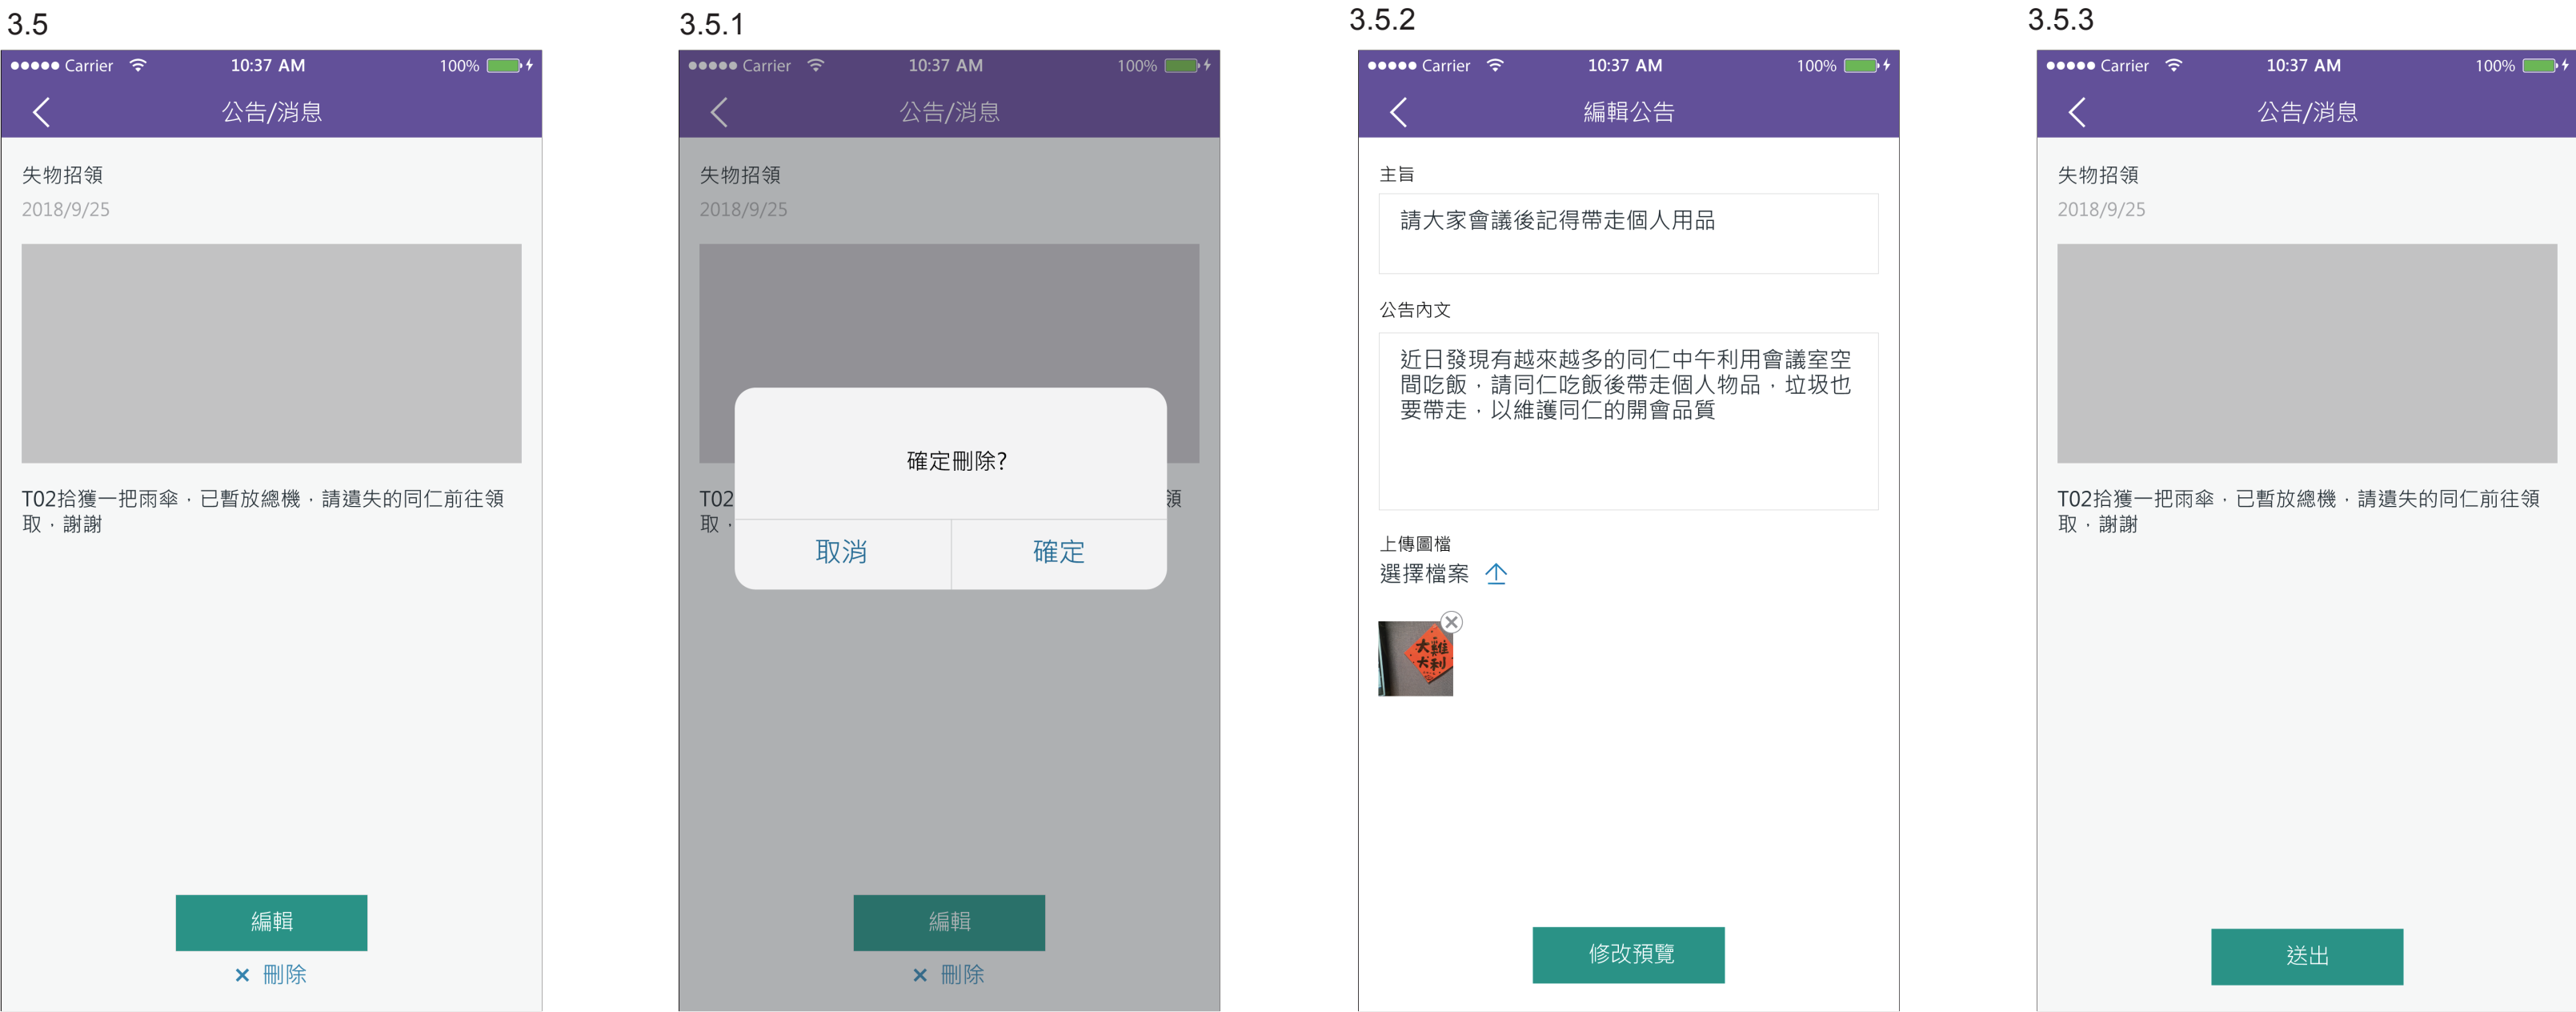 3.5
●●●●● Carrier 10:37 AM 100%
公告/消息
失物招領
2018/9/25
T02拾獲一把雨傘，已暫放總機，請遺失的同仁前往領
取，謝謝
編輯
× 刪除
3.5.1
●●●●● Carrier 10:37 AM 100%
公告/消息
失物招領
2018/9/25
確定刪除?
T02
領
取，
取消 確定
編輯
× 刪除
3.5.2
●●●●● Carrier 10:37 AM 100%
編輯公告
主旨
請大家會議後記得帶走個人用品
公告內文
近日發現有越來越多的同仁中午利用會議室空
間吃飯，請同仁吃飯後帶走個人物品，垃圾也
要帶走，以維護同仁的開會品質
上傳圖檔
選擇檔案
大雞
大利
修改預覽
3.5.3
●●●●● Carrier 10:37 AM 100%
公告/消息
失物招領
2018/9/25
T02拾獲一把雨傘，已暫放總機，請遺失的同仁前往領
取，謝謝
送出